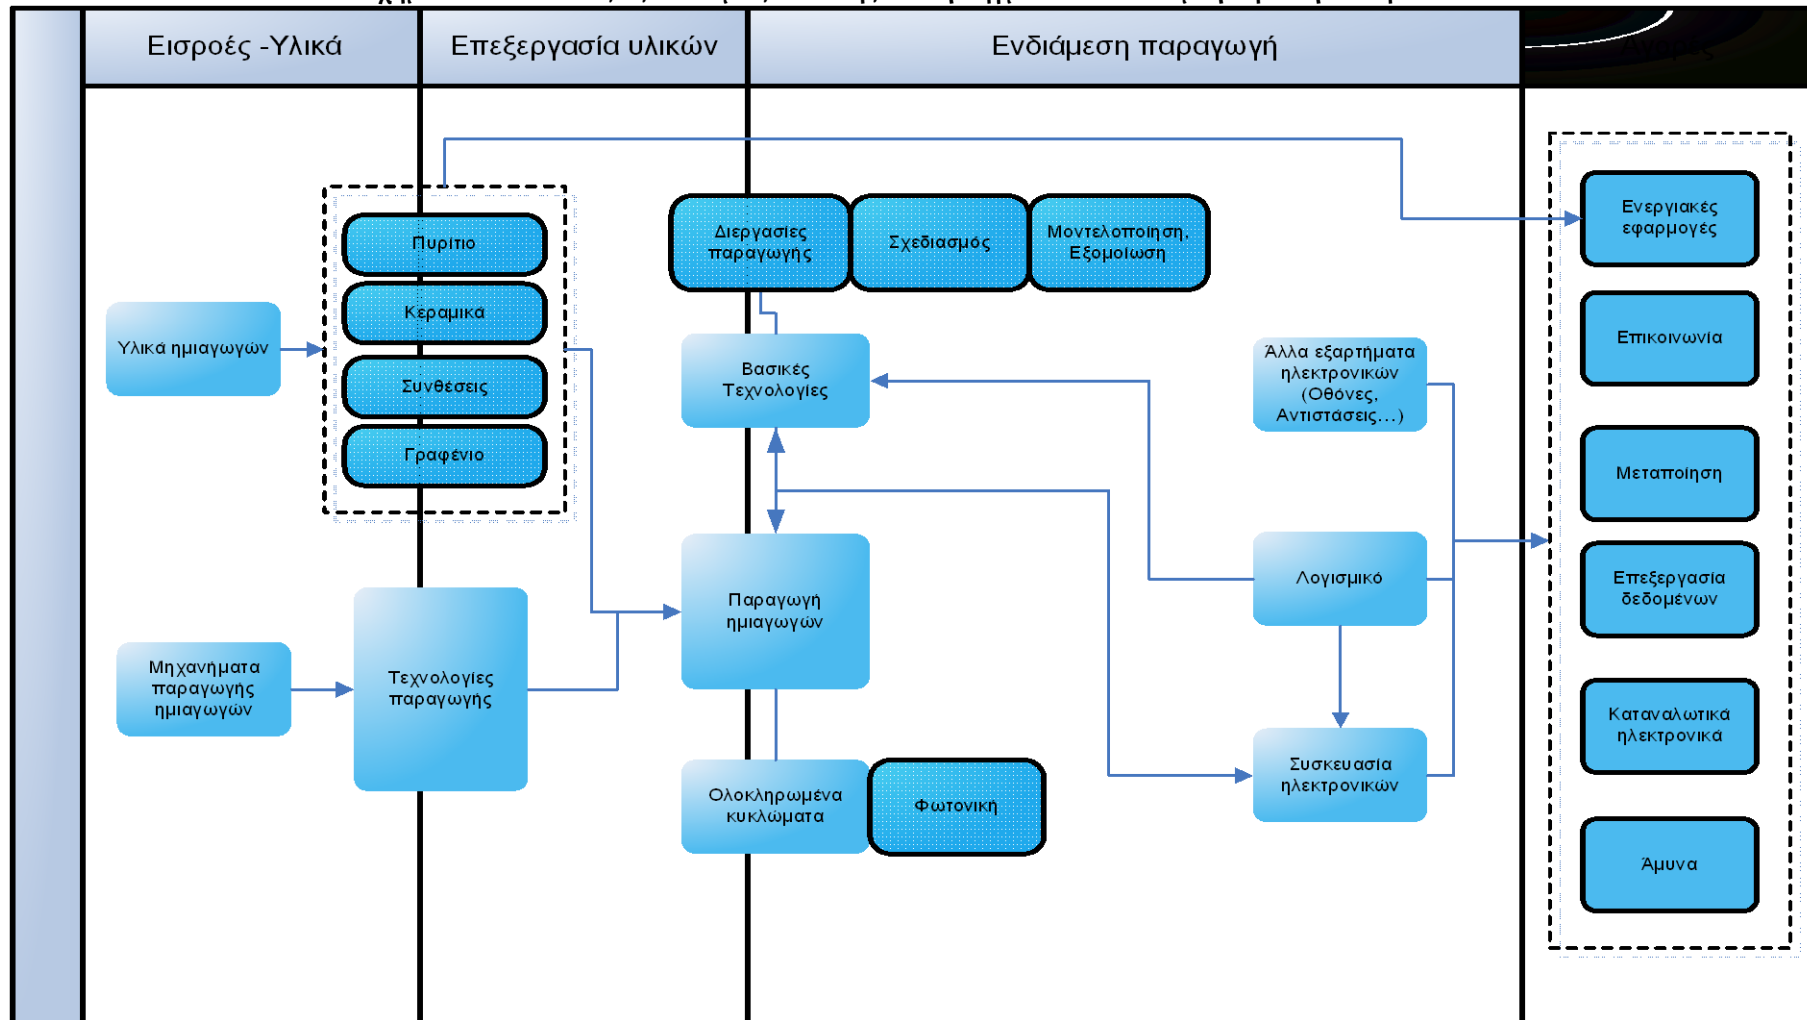 Εισροές -Υλικά
Επεξεργασία υλικών
Ενδιάμεση παραγωγή
Αγορές
Πυρίτιο
Κεραμικά
Συνθέσεις
Γραφένιο
Υλικά ημιαγωγών
Μηχανήματα
παραγωγής
ημιαγωγών
Τεχνολογίες
παραγωγής
Διεργασίες
παραγωγής
Σχεδιασμός
Μοντελοποίηση,
Εξομοίωση
Βασικές
Τεχνολογίες
Παραγωγή
ημιαγωγών
Ολοκληρωμένα
κυκλώματα
Φωτονική
Άλλα εξαρτήματα
ηλεκτρονικών
(Οθόνες,
Αντιστάσεις...)
Λογισμικό
Συσκευασία
ηλεκτρονικών
Ενεργιακές
εφαρμογές
Επικοινωνία
Μεταποίηση
Επεξεργασία
δεδομένων
Καταναλωτικά
ηλεκτρονικά
Άμυνα